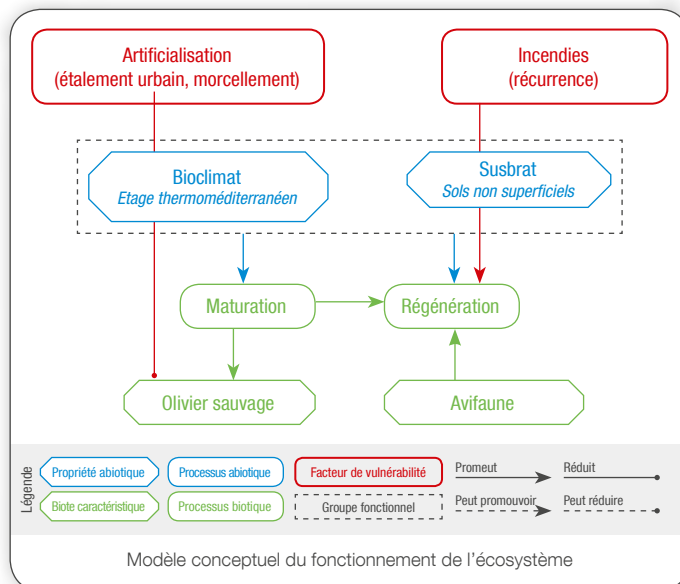 Artificialisation
(étalement urbain, morcellement)
Incendies
(récurrence)
Bioclimat
Etage thermoméditerranéen
Susbrat
Sols non superficiels
Maturation
Régénération
Olivier sauvage
Avifaune
Légende
Propriété abiotique
Processus abiotique
Facteur de vulnérabilité
Promeut
Réduit
Biote caractéristique
Processus biotique
Groupe fonctionnel
Peut promouvoir
Peut réduire
Modèle conceptuel du fonctionnement de l'écosystème